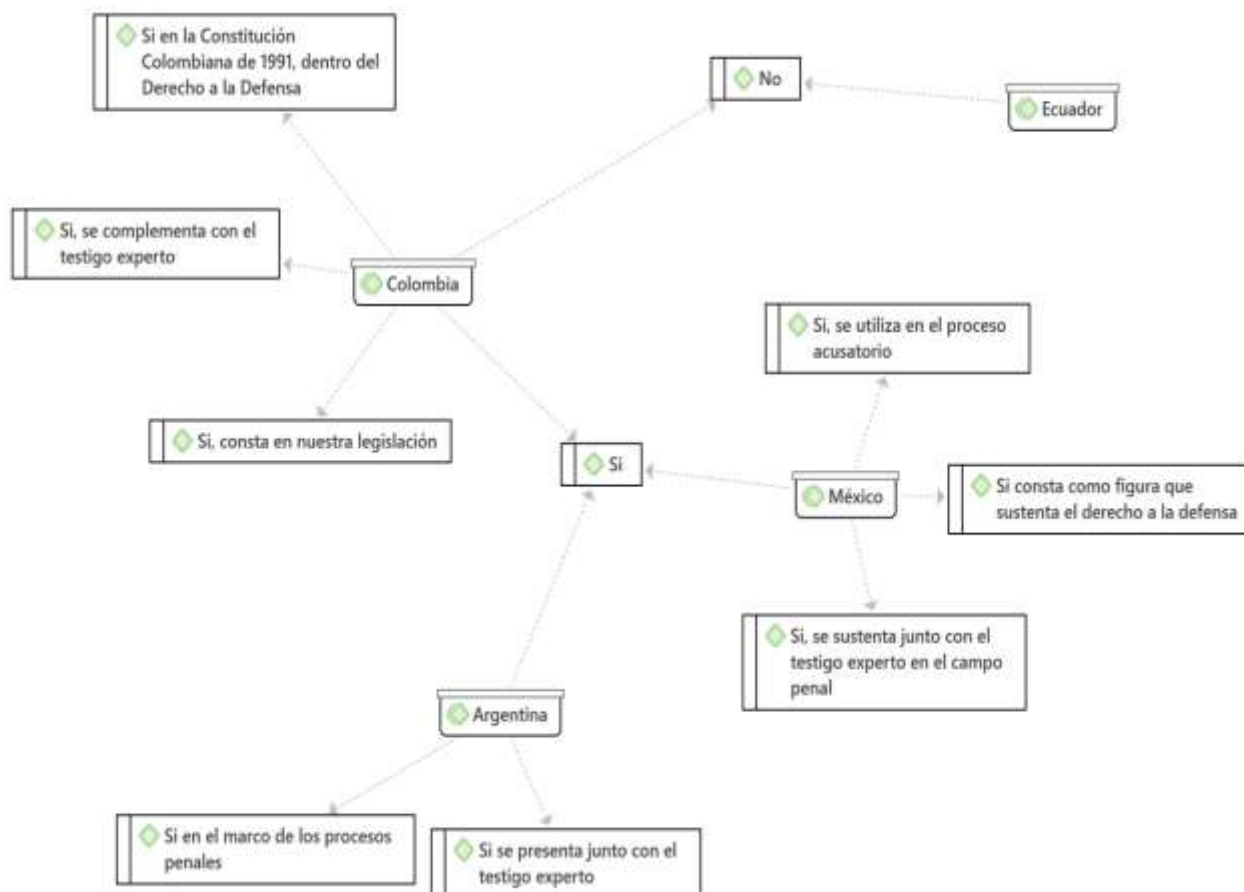 Si en la Constitución
Colombiana de 1991, dentro del
Derecho a la Defensa
No
Ecuador
Si, se complementa con el
testigo experto
Colombia
Si, se utiliza en el proceso
acusatorio
Si, consta en nuestra legislación
Si
México
Si consta como figura que
sustenta el derecho a la defensa
Si, se sustenta junto con el
testigo experto en el campo
penal
Argentina
Si en el marco de los procesos
penales
Si se presenta junto con el
testigo experto